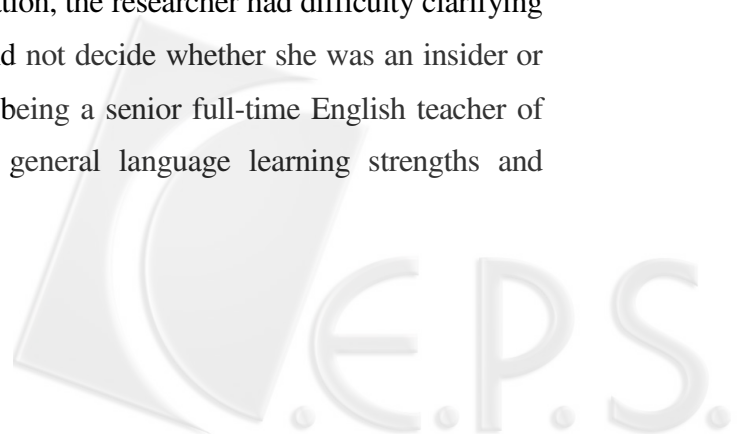 ation, the researcher had difficulty clarifying
d not decide whether she was an insider or
being a senior full-time English teacher of
general language learning strengths and
C.E.P.S.